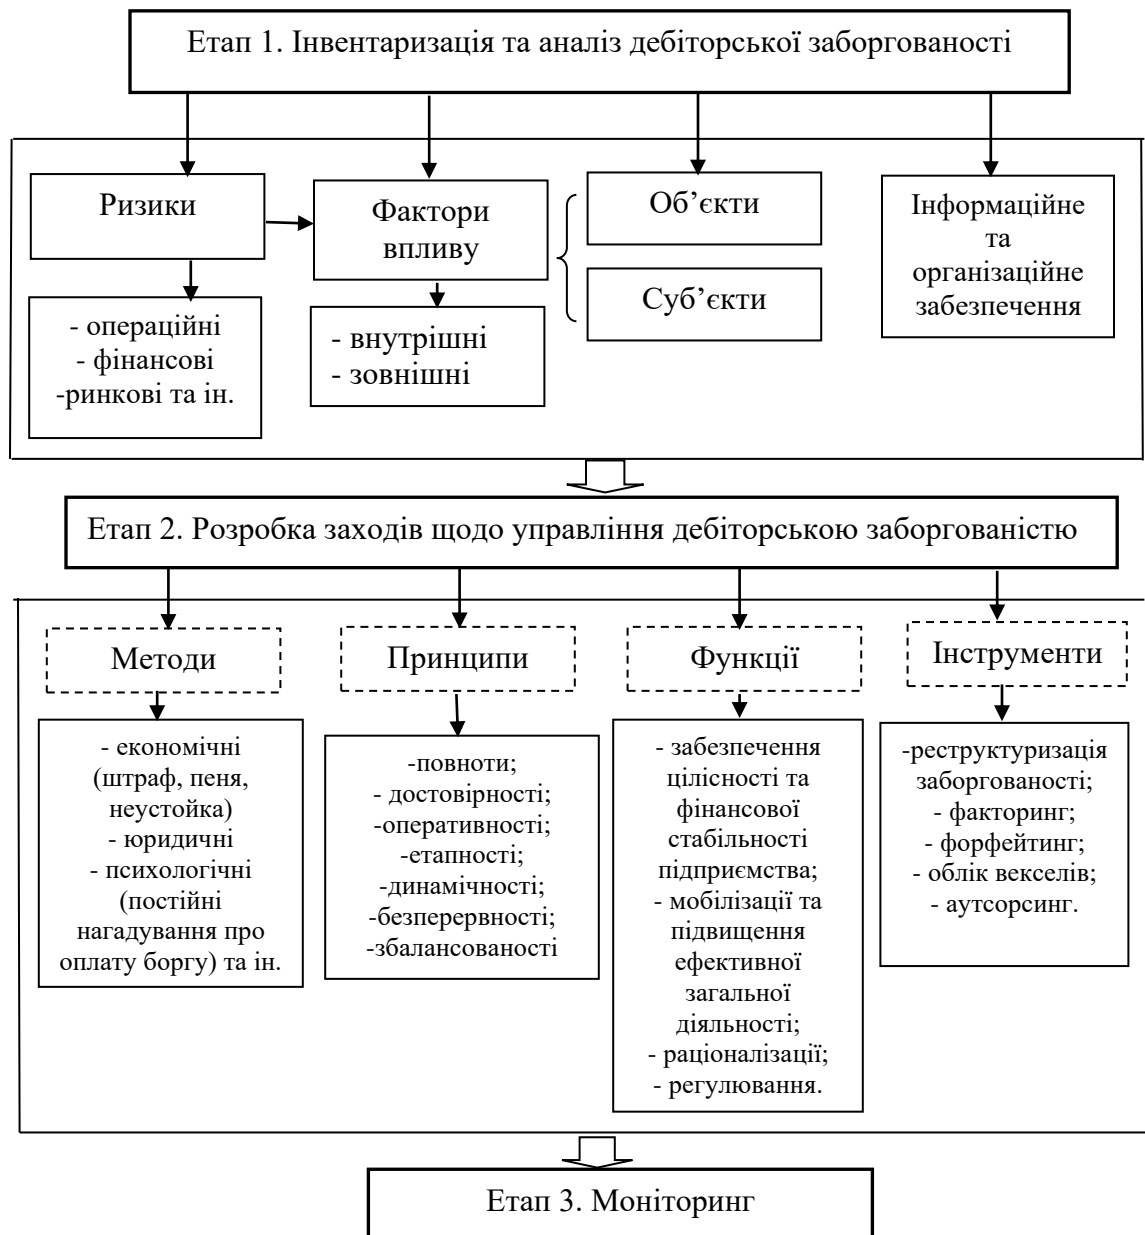 Етап 1. Інвентаризація та аналіз дебіторської заборгованості
Ризики
Фактори
впливу
Об’єкти
Суб’єкти
Інформаційне
та
організаційне
забезпечення
- операційні
- фінансові
-ринкові та ін.
- внутрішні
- зовнішні
Етап 2. Розробка заходів щодо управління дебіторською заборгованістю
Методи
Принципи
Функції
Інструменти
- економічні
(штраф, пеня,
неустойка)
- юридичні
- психологічні
(постійні
нагадування про
оплату боргу) та ін.
-повноти;
- достовірності;
-оперативності;
-етапності;
-динамічності;
-безперервності;
-збалансованості
- забезпечення
цілісності та
фінансової
стабільності
підприємства;
- мобілізації та
підвищення
ефективної
загальної
діяльності;
- раціоналізації;
- регулювання.
-реструктуризація
заборгованості;
- факторинг;
- форфейтинг;
- облік векселів;
- аутсорсинг.
Етап 3. Моніторинг